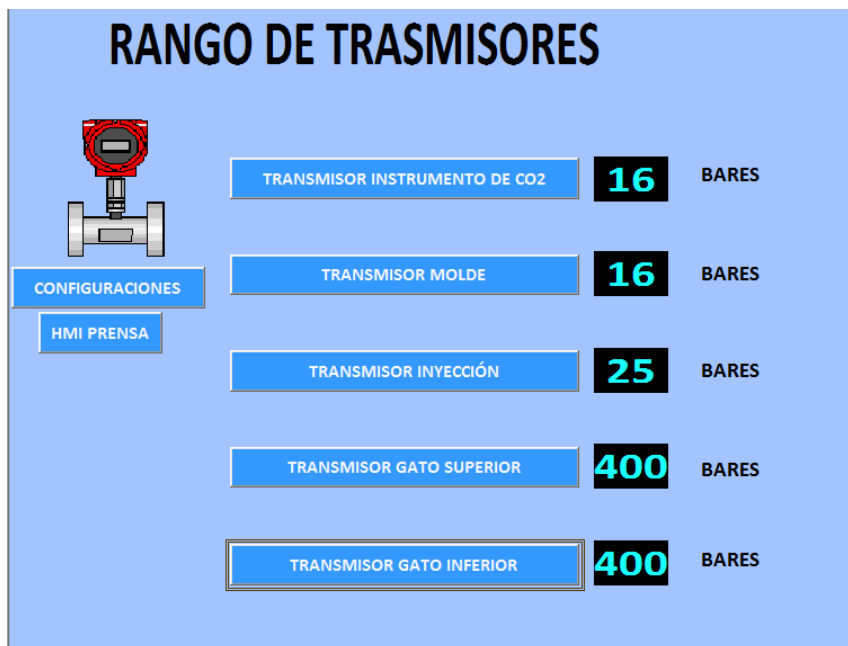 RANGO DE TRASMISORES
TRANSMISOR INSTRUMENTO DE CO2 16 BARES
TRANSMISOR MOLDE 16 BARES
CONFIGURACIONES
HMI PRENSA
TRANSMISOR INYECCIÓN 25 BARES
TRANSMISOR GATO SUPERIOR 400 BARES
TRANSMISOR GATO INFERIOR 400 BARES